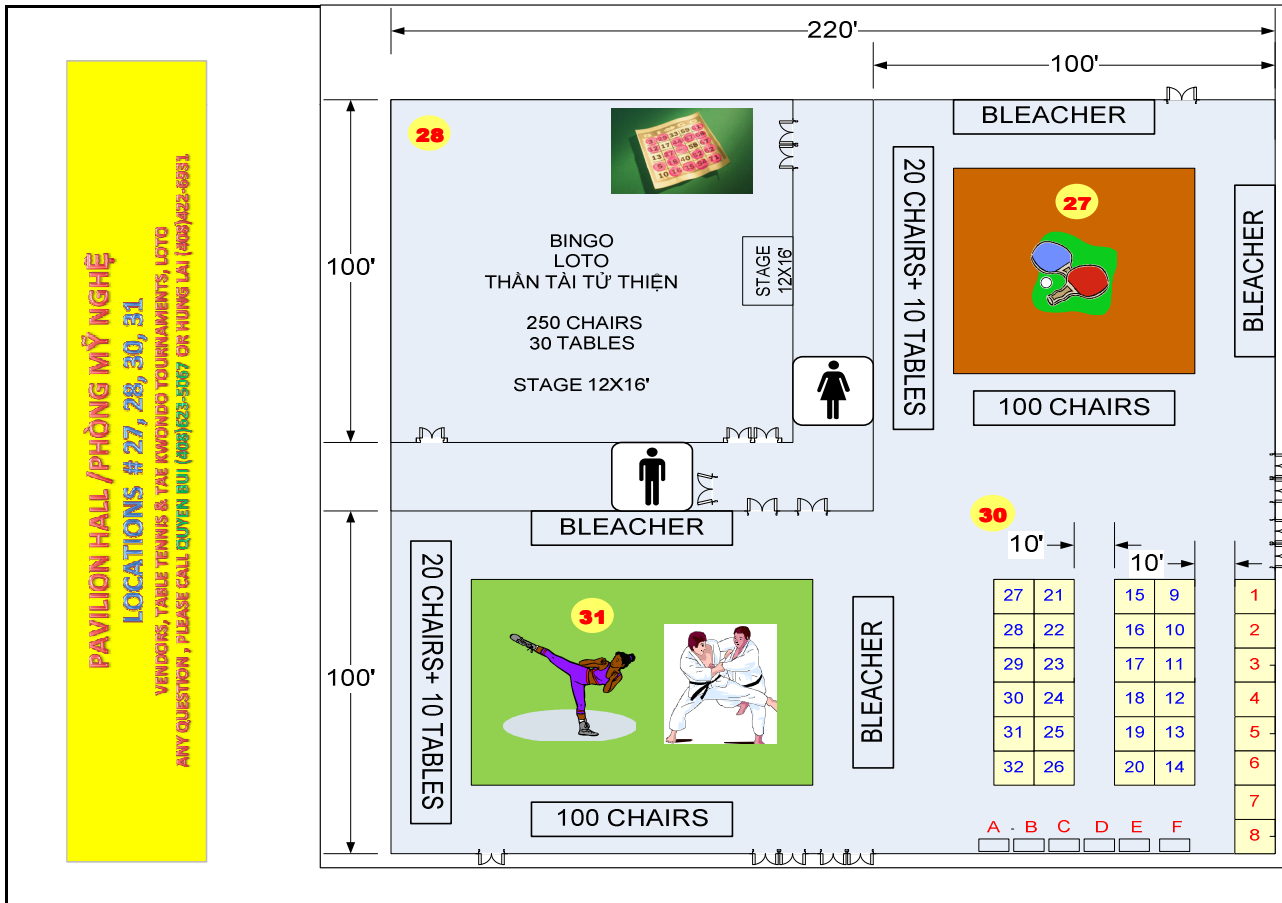 PAVILION HALL /PHÒNG MỸ NGHỆ
LOCATIONS # 27, 28, 30, 31
VENDORS, TABLE TENNIS & TAE KWONDO TOURNAMENTS, LOTO
ANY QUESTION , PLEASE CALL QUYEN BUI (408)623-5067 OR HUNG LAI
220'
100'
28
BINGO
LOTO
THẦN TÀI TỬ THIỆN
250 CHAIRS
30 TABLES
STAGE 12X16'
STAGE
12X16'
100'
BLEACHER
20 CHAIRS+ 10 TABLES
27
BLEACHER
100 CHAIRS
BLEACHER
100'
20 CHAIRS+ 10 TABLES
31
BLEACHER
100 CHAIRS
30
10'
10'
27 21 15 9 1
28 22 16 10 2
29 23 17 11 3
30 24 18 12 4
31 25 19 13 5
32 26 20 14 6
7
8
A - B C D E F